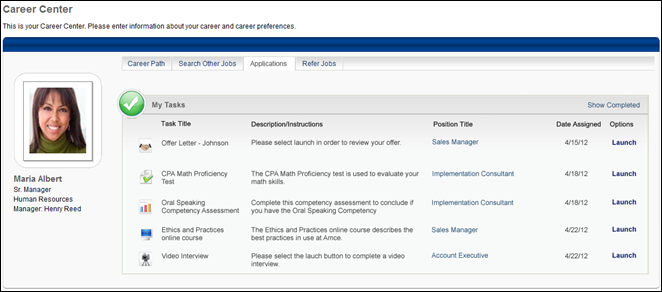 Career Center
This is your Career Center. Please enter information about your career and career preferences.
Career Path Search Other Jobs Applications Refer Jobs
My Tasks Show Completed
Task Title Description/Instructions Position Title Date Assigned Options
Offer Letter - Johnson Please select launch in order to review your offer. Sales Manager 4/15/12 Launch
CPA Math Proficiency Test The CPA Math Proficiency test is used to evaluate your math skills. Implementation Consultant 4/18/12 Launch
Oral Speaking Competency Assessment Complete this competency assessment to conclude if you have the Oral Speaking Competency Implementation Consultant 4/18/12 Launch
Ethics and Practices online course The Ethics and Practices online course describes the best practices in use at Amce. Sales Manager 4/22/12 Launch
Video Interview Please select the lauch button to complete a video interview. Account Executive 4/22/12 Launch
Maria Albert
Sr. Manager
Human Resources
Manager: Henry Reed